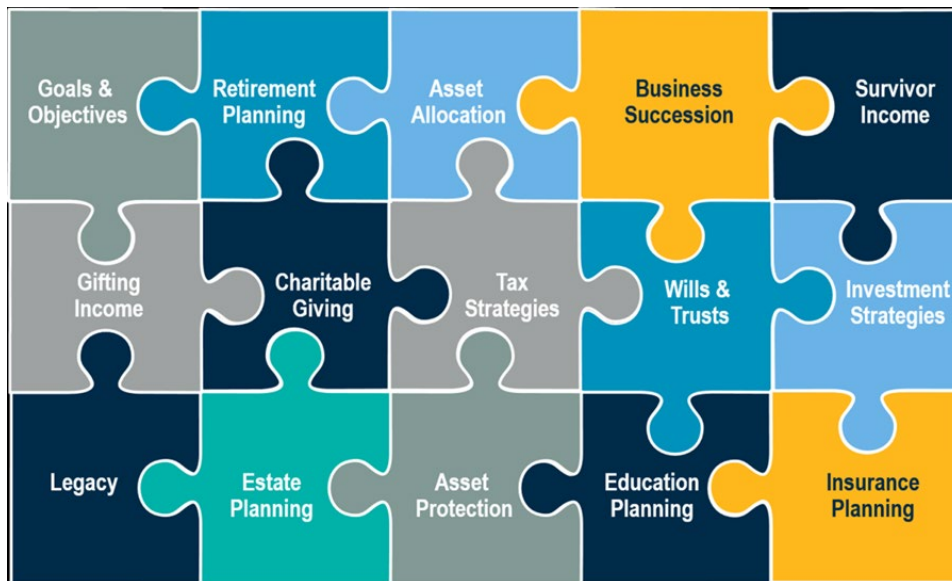 Goals &
Objectives
Retirement
Planning
Asset
Allocation
Business
Succession
Survivor
Income
Gifting
Income
Charitable
Giving
Tax
Strategies
Wills &
Trusts
Investment
Strategies
Legacy
Estate
Planning
Asset
Protection
Education
Planning
Insurance
Planning